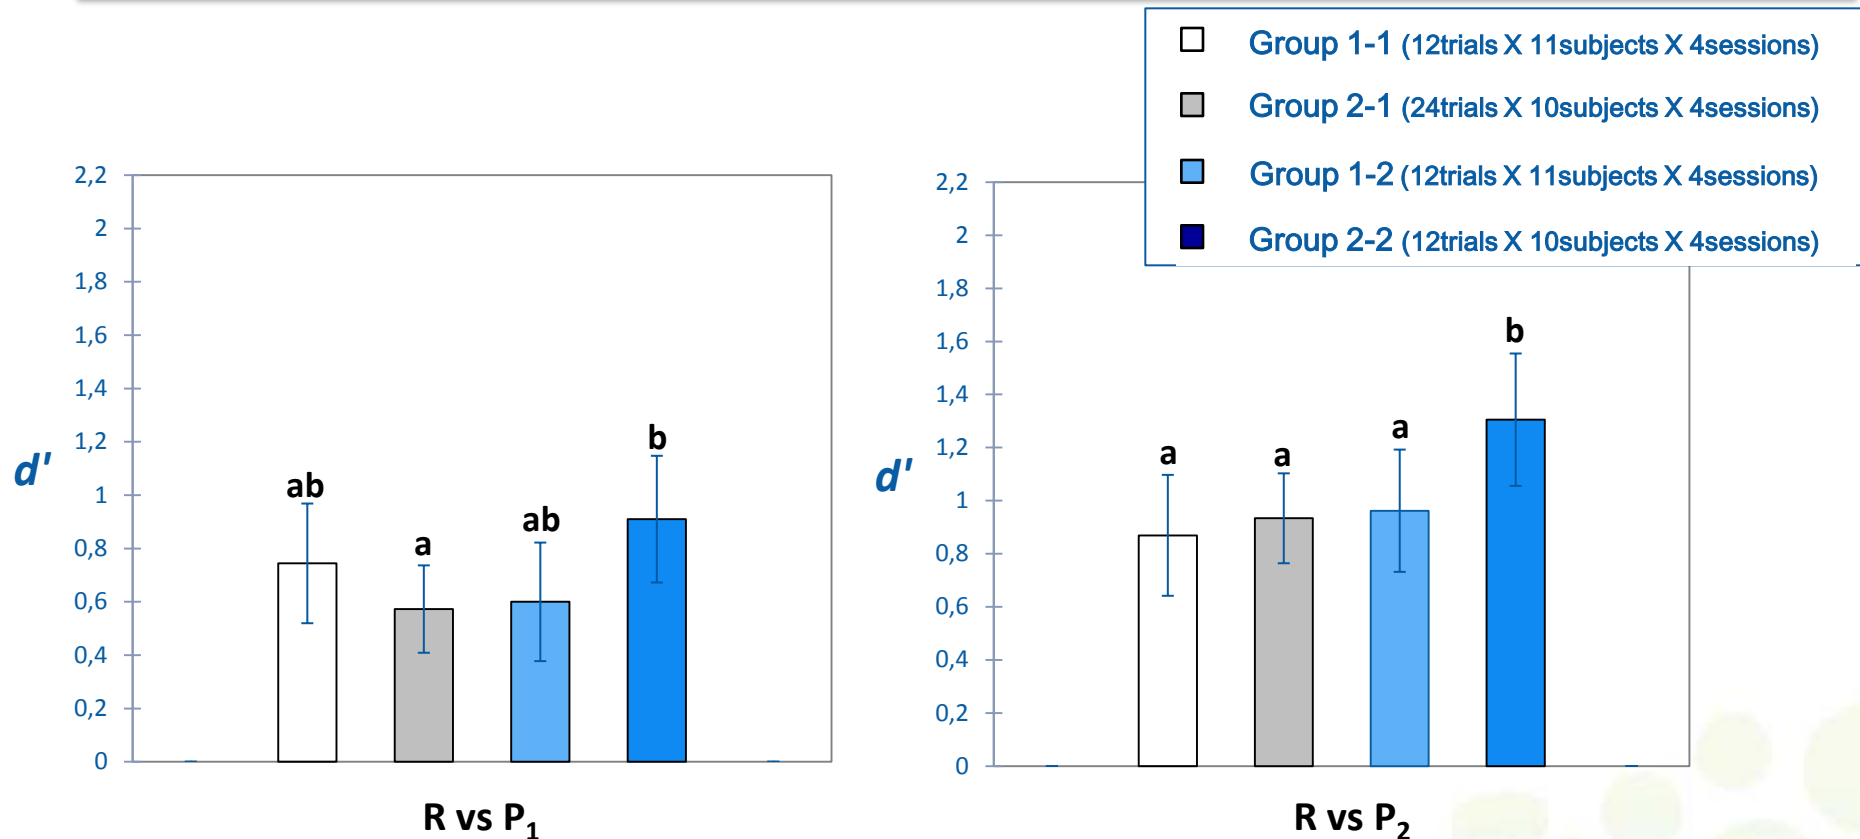 Group 1-1 (12trials X 11subjects X 4sessions)
Group 2-1 (24trials X 10subjects X 4sessions)
Group 1-2 (12trials X 11subjects X 4sessions)
Group 2-2 (12trials X 10subjects X 4sessions)
2,2
2
1,8
1,6
1,4
1,2
1
0,8
0,6
0,4
0,2
0
d'
ab
a
ab
b
R vs P₁
2,2
2
1,8
1,6
1,4
1,2
1
0,8
0,6
0,4
0,2
0
d'
a
a
a
b
R vs P₂